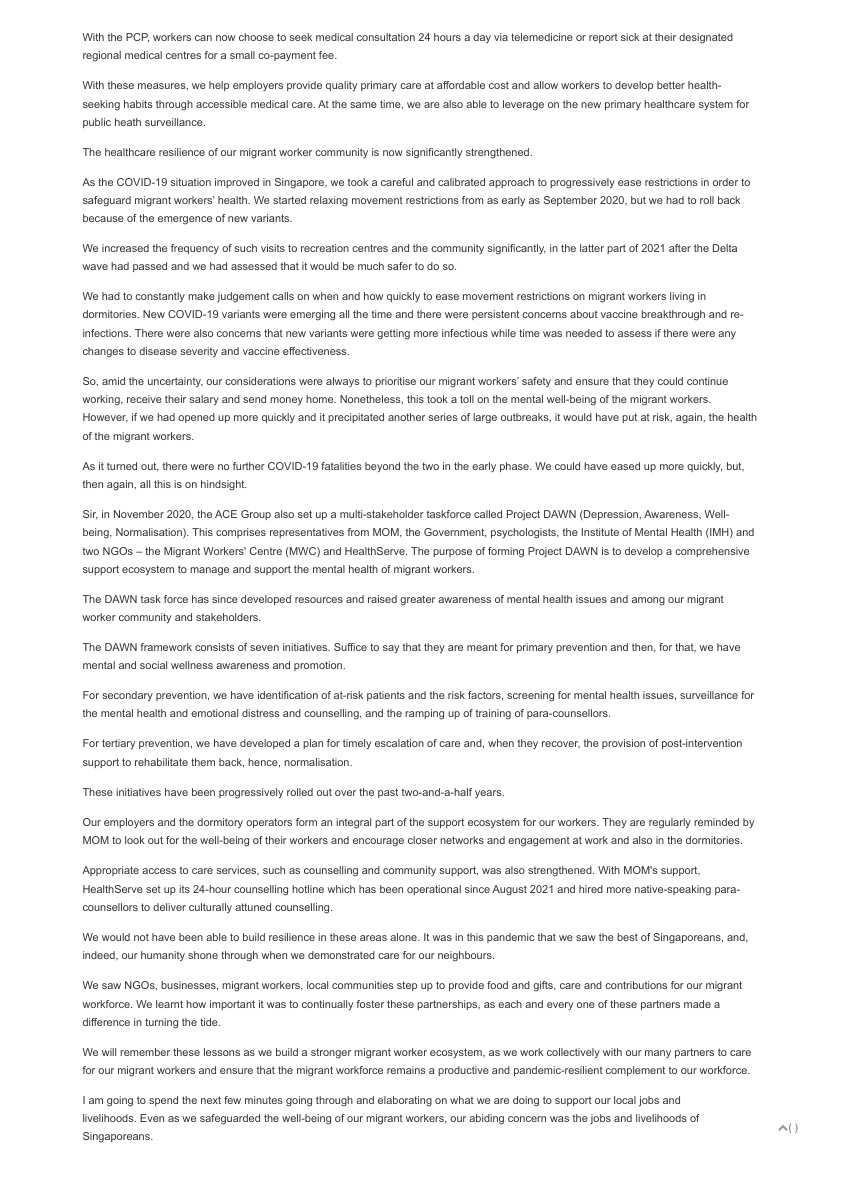 With the PCP, workers can now choose to seek medical consultation 24 hours a day via telemedicine or report sick at their designated
regional medical centres for a small co-payment fee.
With these measures, we help employers provide quality primary care at affordable cost and allow workers to develop better health-
seeking habits through accessible medical care. At the same time, we are also able to leverage on the new primary healthcare system for
public heath surveillance.
The healthcare resilience of our migrant worker community is now significantly strengthened.
As the COVID-19 situation improved in Singapore, we took a careful and calibrated approach to progressively ease restrictions in order to
safeguard migrant workers' health. We started relaxing movement restrictions from as early as September 2020, but we had to roll back
because of the emergence of new variants.
We increased the frequency of such visits to recreation centres and the community significantly, in the latter part of 2021 after the Delta
wave had passed and we had assessed that it would be much safer to do so.
We had to constantly make judgement calls on when and how quickly to ease movement restrictions on migrant workers living in
dormitories. New COVID-19 variants were emerging all the time and there were persistent concerns about vaccine breakthrough and re-
infections. There were also concerns that new variants were getting more infectious while time was needed to assess if there were any
changes to disease severity and vaccine effectiveness.
So, amid the uncertainty, our considerations were always to prioritise our migrant workers' safety and ensure that they could continue
working, receive their salary and send money home. Nonetheless, this took a toll on the mental well-being of the migrant workers.
However, if we had opened up more quickly and it precipitated another series of large outbreaks, it would have put at risk, again, the health
of the migrant workers.
As it turned out, there were no further COVID-19 fatalities beyond the two in the early phase. We could have eased up more quickly, but,
then again, all this is on hindsight.
Sir, in November 2020, the ACE Group also set up a multi-stakeholder taskforce called Project DAWN (Depression, Awareness, Well-
being, Normalisation). This comprises representatives from MOM, the Government, psychologists, the Institute of Mental Health (IMH) and
two NGOs – the Migrant Workers' Centre (MWC) and HealthServe. The purpose of forming Project DAWN is to develop a comprehensive
support ecosystem to manage and support the mental health of migrant workers.
The DAWN task force has since developed resources and raised greater awareness of mental health issues and among our migrant
worker community and stakeholders.
The DAWN framework consists of seven initiatives. Suffice to say that they are meant for primary prevention and then, for that, we have
mental and social wellness awareness and promotion.
For secondary prevention, we have identification of at-risk patients and the risk factors, screening for mental health issues, surveillance for
the mental health and emotional distress and counselling, and the ramping up of training of para-counsellors.
For tertiary prevention, we have developed a plan for timely escalation of care and, when they recover, the provision of post-intervention
support to rehabilitate them back, hence, normalisation.
These initiatives have been progressively rolled out over the past two-and-a-half years.
Our employers and the dormitory operators form an integral part of the support ecosystem for our workers. They are regularly reminded by
MOM to look out for the well-being of their workers and encourage closer networks and engagement at work and also in the dormitories.
Appropriate access to care services, such as counselling and community support, was also strengthened. With MOM's support,
HealthServe set up its 24-hour counselling hotline which has been operational since August 2021 and hired more native-speaking para-
counsellors to deliver culturally attuned counselling.
We would not have been able to build resilience in these areas alone. It was in this pandemic that we saw the best of Singaporeans, and,
indeed, our humanity shone through when we demonstrated care for our neighbours.
We saw NGOs, businesses, migrant workers, local communities step up to provide food and gifts, care and contributions for our migrant
workforce. We learnt how important it was to continually foster these partnerships, as each and every one of these partners made a
difference in turning the tide.
We will remember these lessons as we build a stronger migrant worker ecosystem, as we work collectively with our many partners to care
for our migrant workers and ensure that the migrant workforce remains a productive and pandemic-resilient complement to our workforce.
I am going to spend the next few minutes going through and elaborating on what we are doing to support our local jobs and
livelihoods. Even as we safeguarded the well-being of our migrant workers, our abiding concern was the jobs and livelihoods of
Singaporeans.
( )